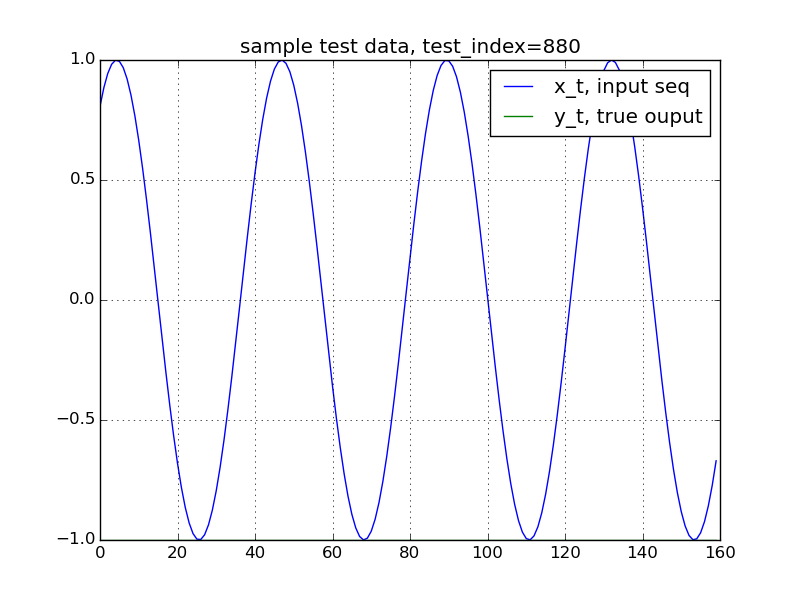 sample test data, test_index=880
x_t, input seq
y_t, true ouput
1.0
0.5
0.0
−0.5
−1.0
0 20 40 60 80 100 120 140 160